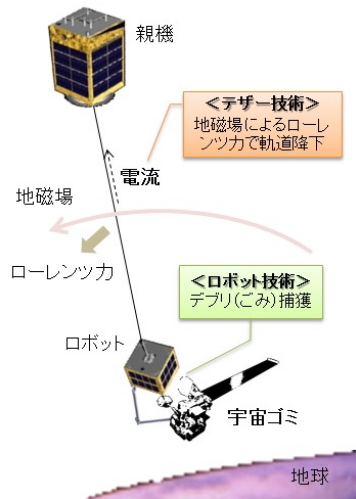 親機
＜テザー技術＞
地磁場によるローレ
ンツ力で軌道降下
電流
地磁場
ローレンツ力
＜ロボット技術＞
デブリ(ごみ)捕獲
ロボット
宇宙ゴミ
地球